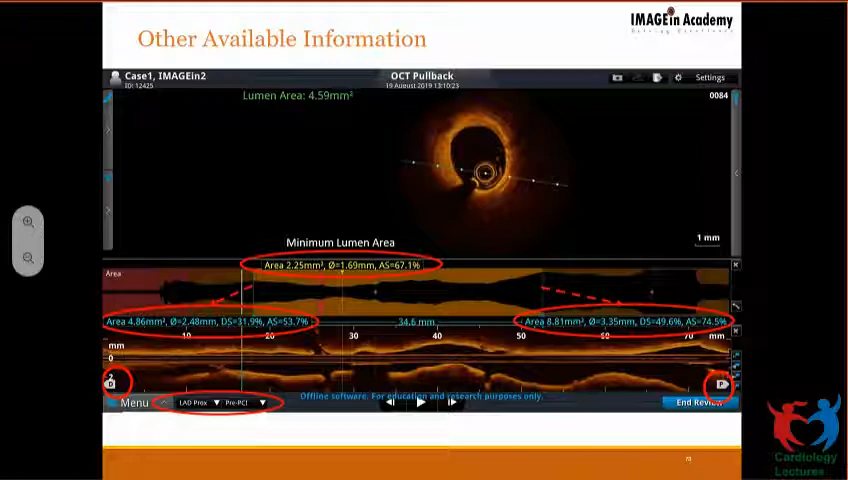 IMAGEin Academy
Other Available Information
Case1, IMAGEin2
ID: 12425
OCT Pullback
19 August 2019 13:10:23
Settings
Lumen Area: 4.59mm²
0084
1 mm
Minimum Lumen Area
Area 2.25mm², Ø=1.69mm, AS=67.1%
Area
Area 4.86mm², Ø=2.48mm, DS=31.9%, AS=53.7%
34.6 mm
Area 8.81mm², Ø=3.35mm, DS=49.6%, AS=74.5%
10 20 30 40 50 60 70 mm
mm
0
2
D
P
Menu
LAD Prox
Pre-PCI
Offline software. For education and research purposes only.
End Review
Cardiology
Lectures